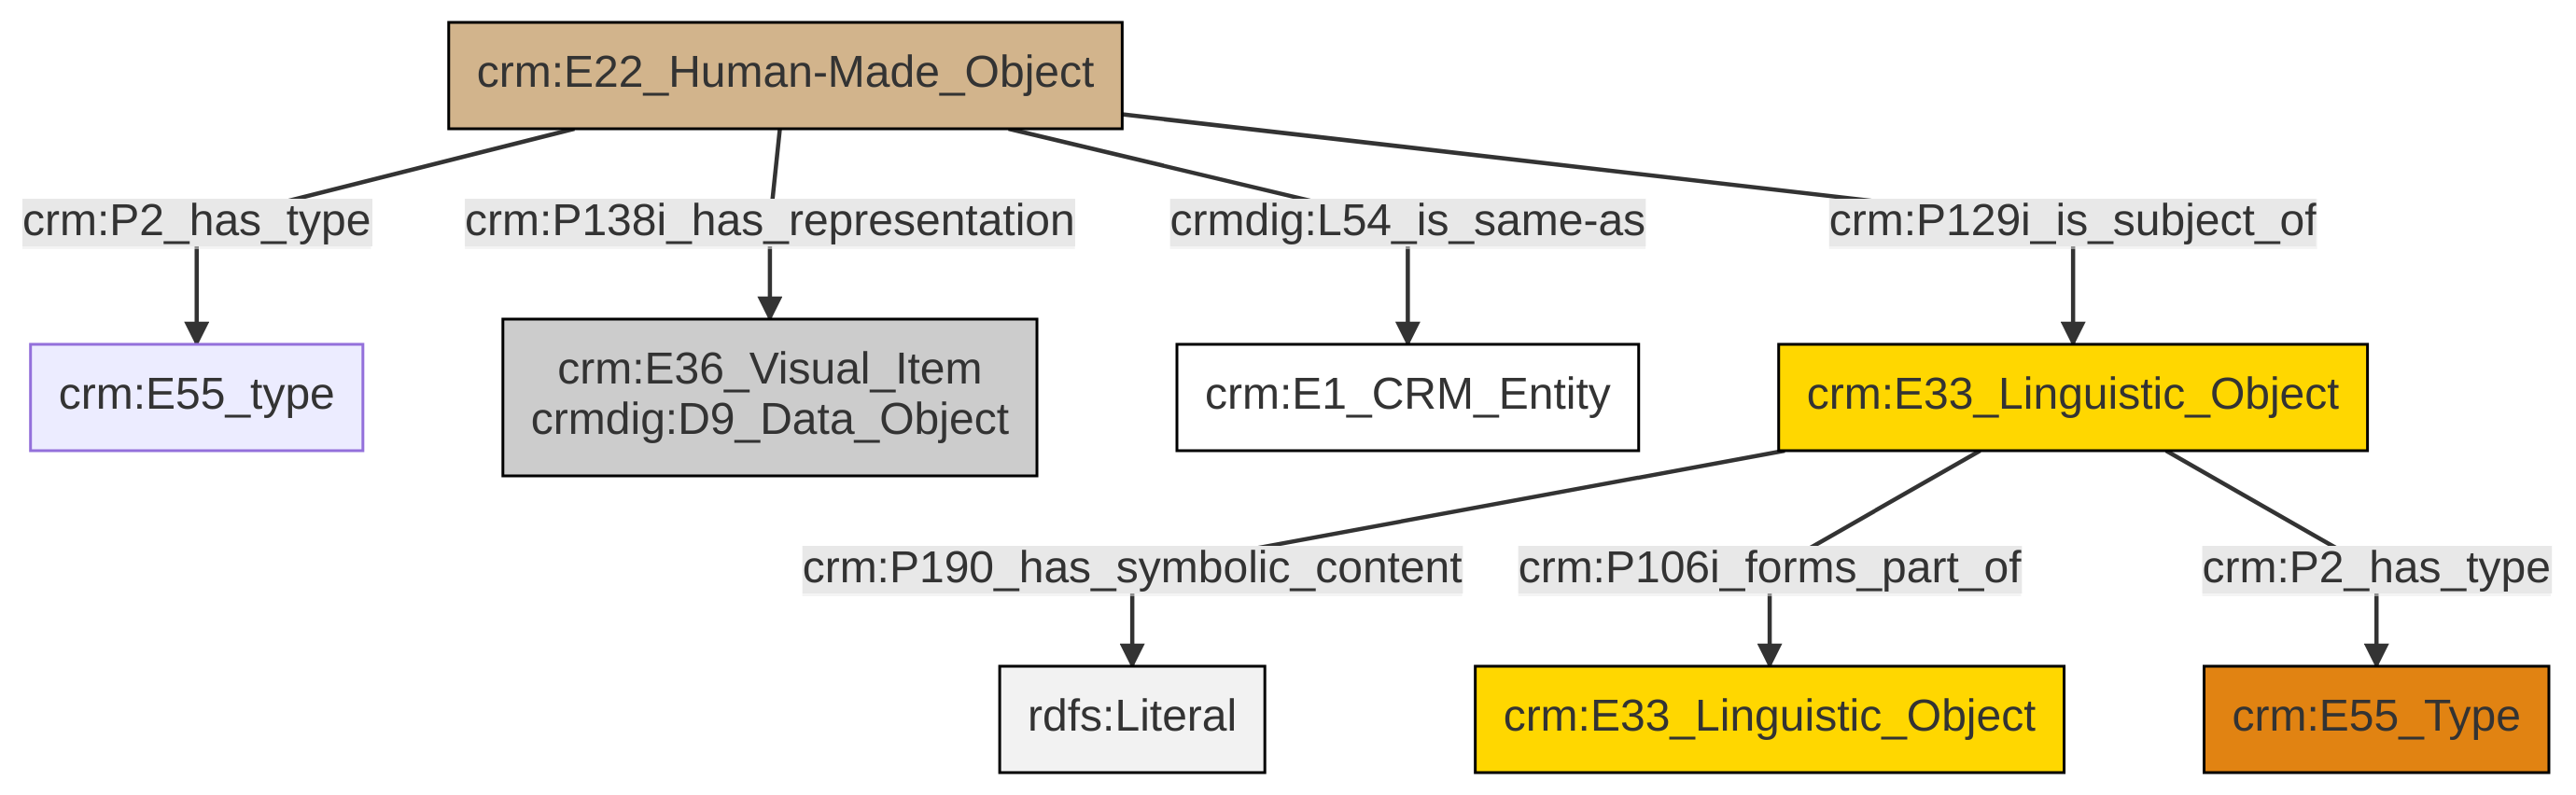 crm:E22_Human-Made_Object
crm:P2_has_type
crm:P138i_has_representation
crmdig:L54_is_same-as
crm:P129i_is_subject_of
crm:E55_type
crm:E36_Visual_Item
crmdig:D9_Data_Object
crm:E1_CRM_Entity
crm:E33_Linguistic_Object
crm:P190_has_symbolic_content
crm:P106i_forms_part_of
crm:P2_has_type
rdfs:Literal
crm:E33_Linguistic_Object
crm:E55_Type